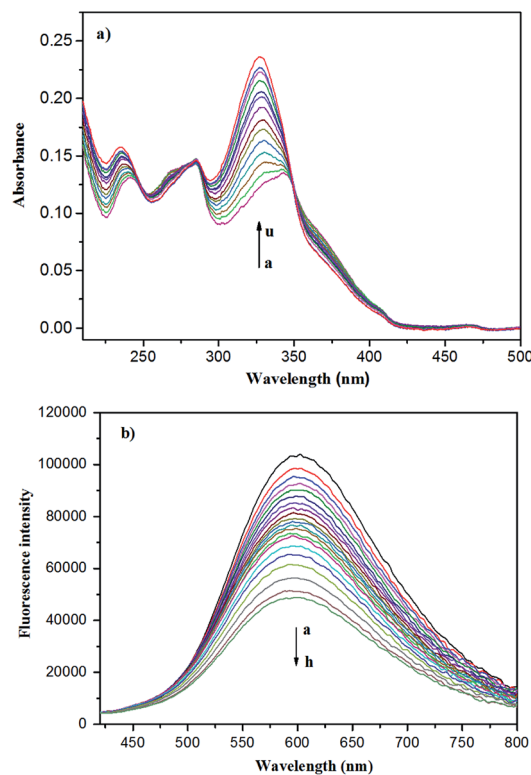 a)
0.25
0.20
0.15
0.10
0.05
0.00
Absorbance
u
a
250 300 350 400 450 500
Wavelength (nm)
b)
120000
100000
80000
60000
40000
20000
0
Fluorescence intensity
a
h
450 500 550 600 650 700 750 800
Wavelength (nm)